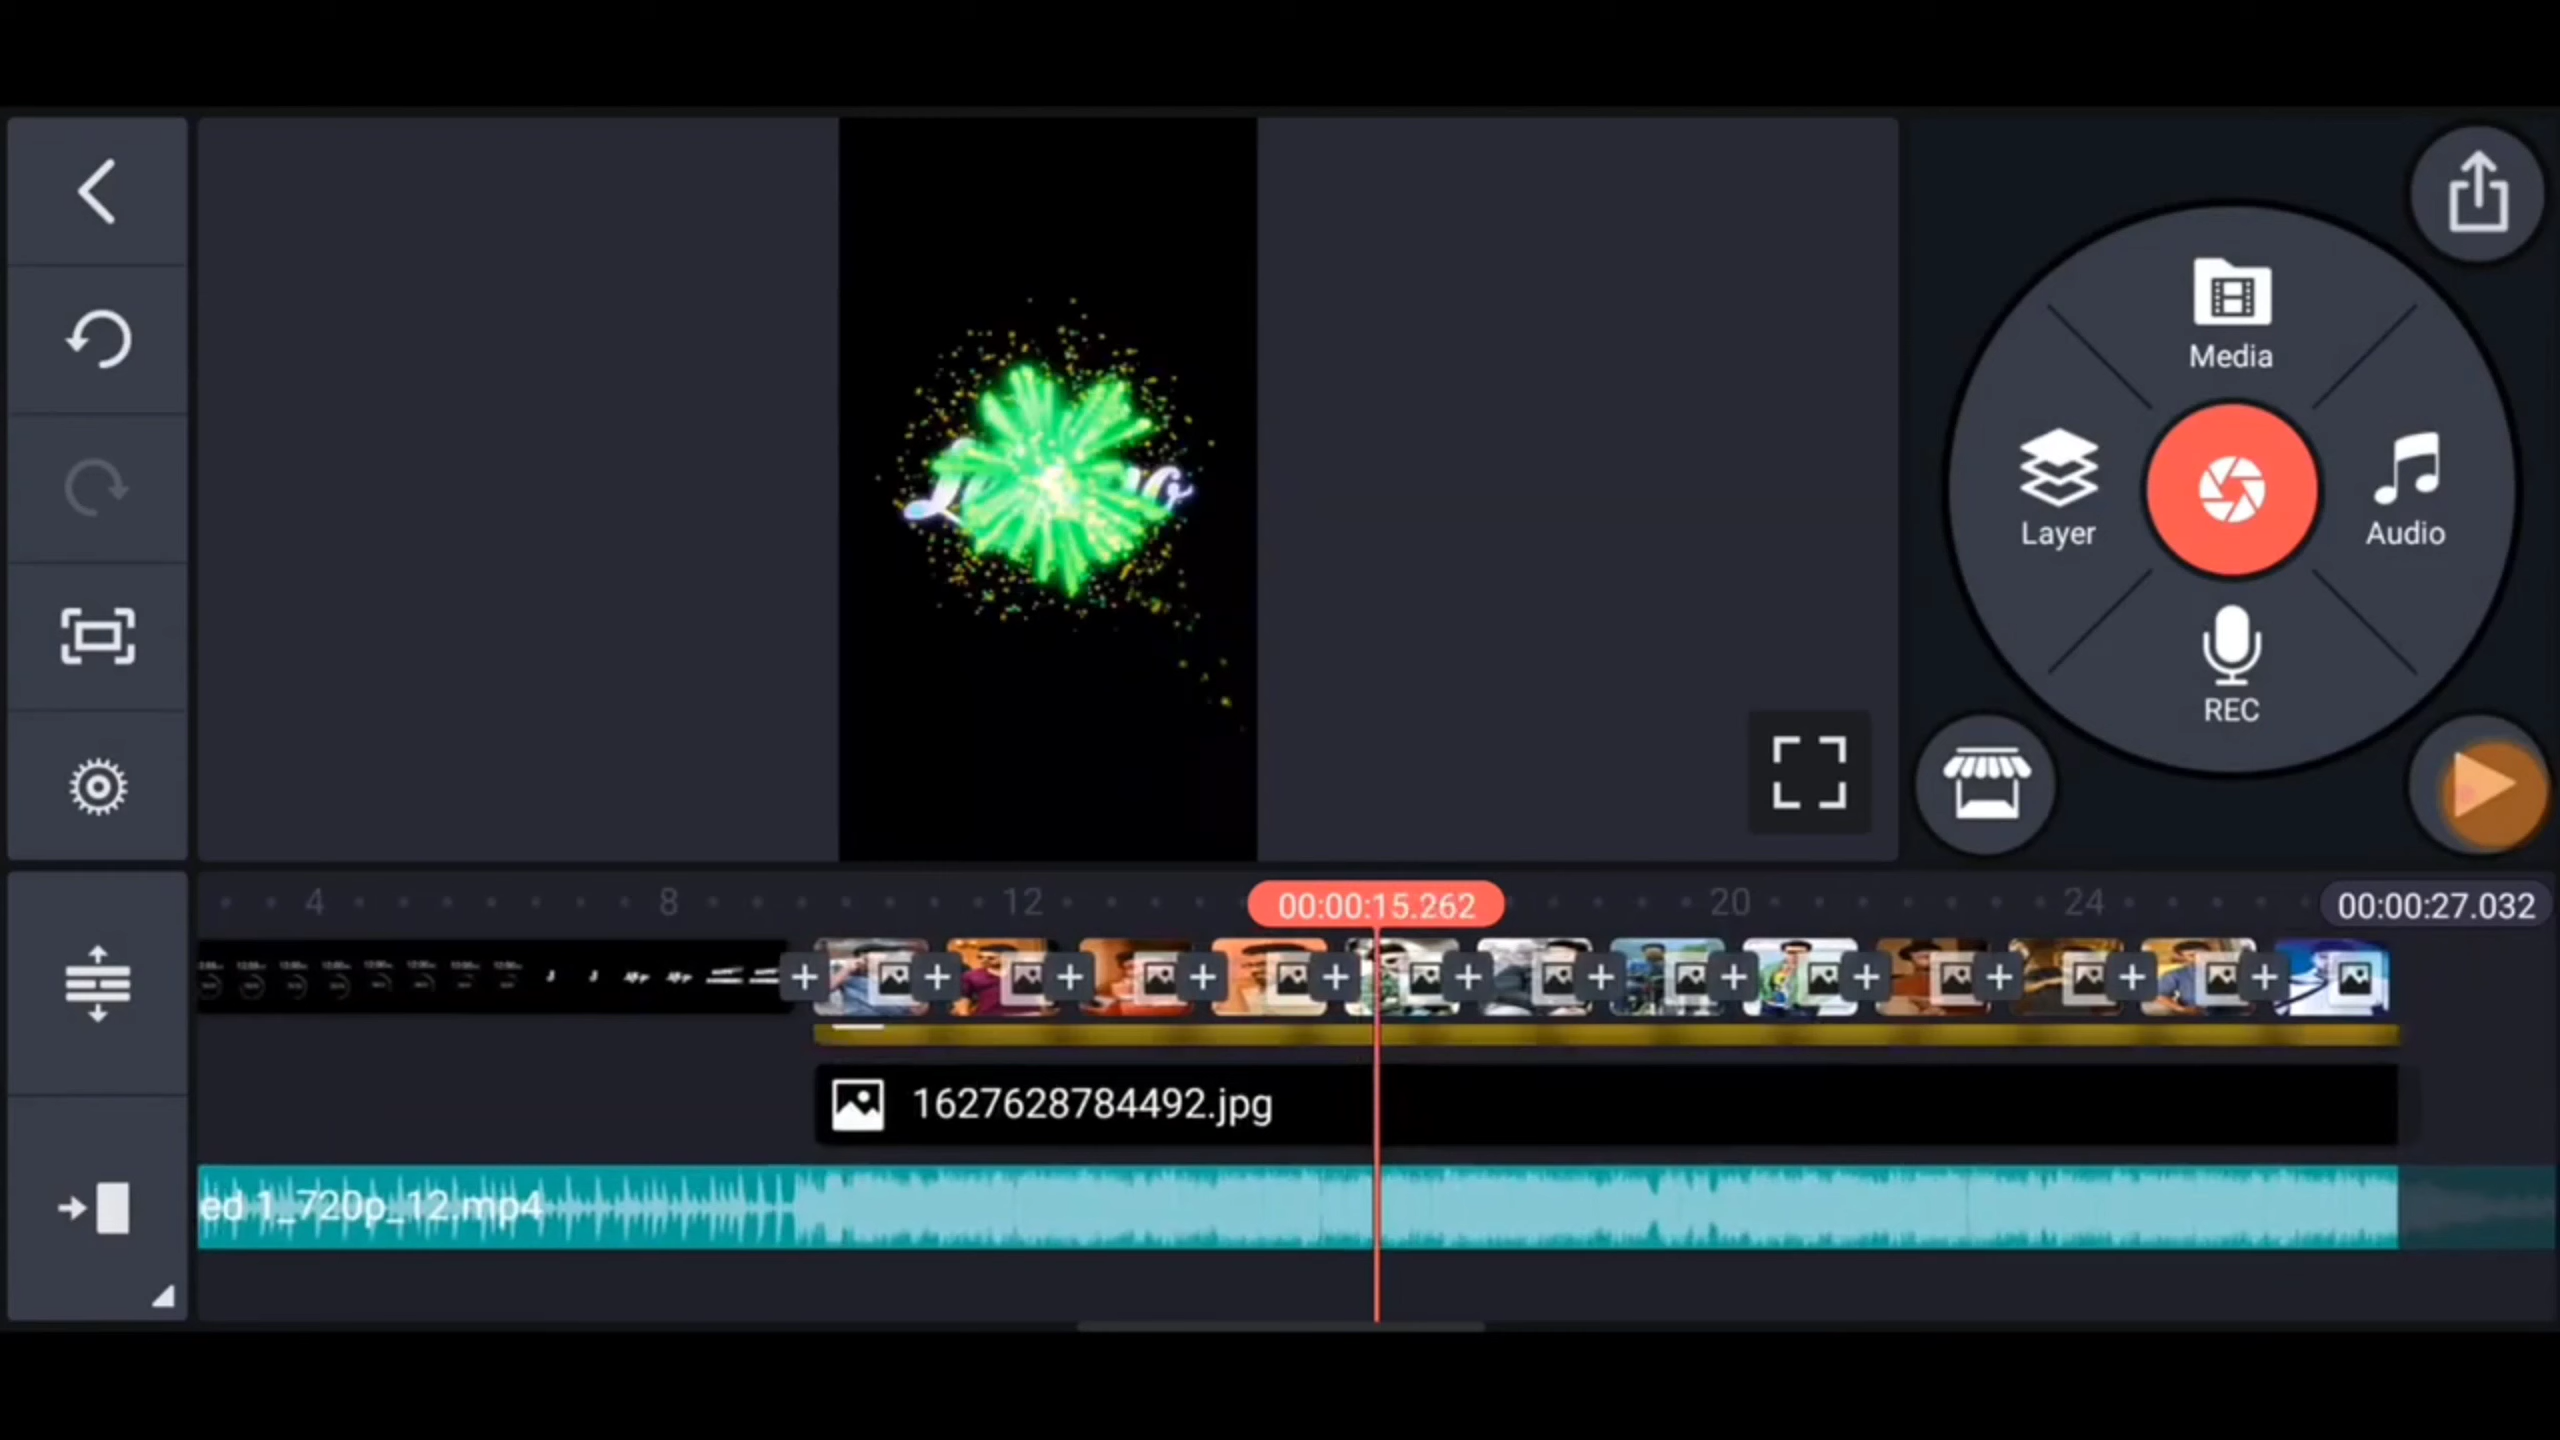 Media
Layer
Audio
REC
4
8
12
00:00:15.262
20
24
00:00:27.032
1627628784492.jpg
ed 1_720p_12.mp4